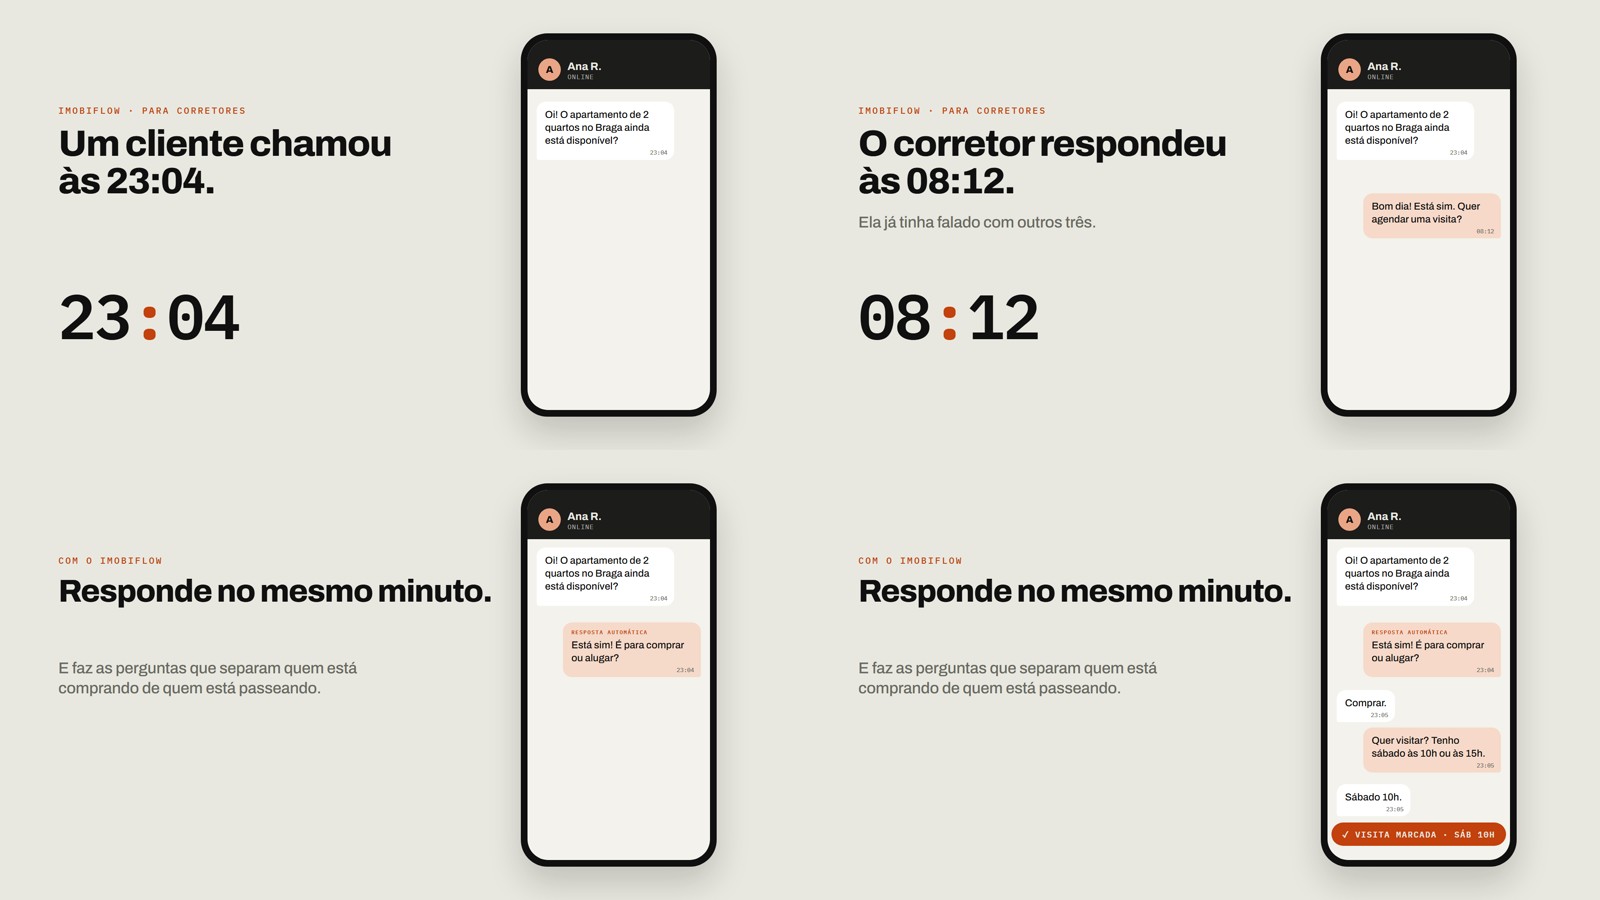 IMOBIFLOW · PARA CORRETORES
Um cliente chamou
às 23:04.
23:04
A
Ana R.
ONLINE
Oi! O apartamento de 2
quartos no Braga ainda
está disponível?
23:04
IMOBIFLOW · PARA CORRETORES
O corretor respondeu
às 08:12.
Ela já tinha falado com outros três.
08:12
A
Ana R.
ONLINE
Oi! O apartamento de 2
quartos no Braga ainda
está disponível?
23:04
Bom dia! Está sim. Quer
agendar uma visita?
08:12
COM O IMOBIFLOW
Responde no mesmo minuto.
E faz as perguntas que separam quem está
comprando de quem está passeando.
A
Ana R.
ONLINE
Oi! O apartamento de 2
quartos no Braga ainda
está disponível?
23:04
RESPOSTA AUTOMÁTICA
Está sim! É para comprar
ou alugar?
23:04
COM O IMOBIFLOW
Responde no mesmo minuto.
E faz as perguntas que separam quem está
comprando de quem está passeando.
A
Ana R.
ONLINE
Oi! O apartamento de 2
quartos no Braga ainda
está disponível?
23:04
RESPOSTA AUTOMÁTICA
Está sim! É para comprar
ou alugar?
23:04
Comprar.
23:05
Quer visitar? Tenho
sábado às 10h ou às 15h.
23:05
Sábado 10h.
23:05
✓ VISITA MARCADA · SÁB 10H